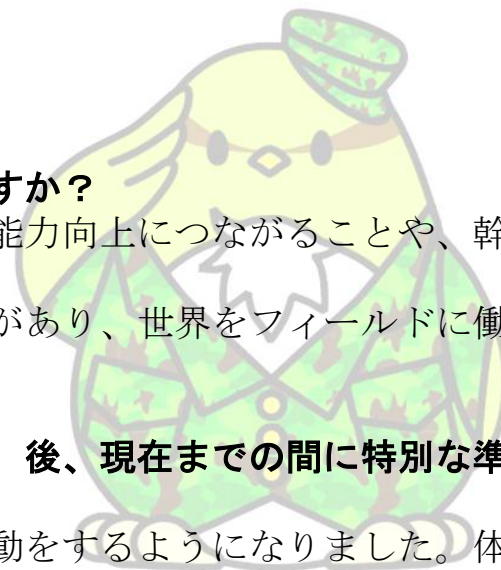 すか？
能力向上につながることや、幹
があり、世界をフィールドに働
後、現在までの間に特別な準
動をするようになりました。体